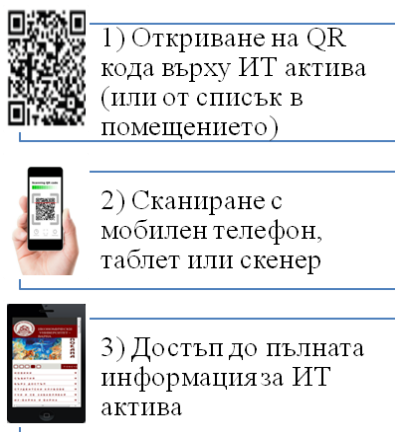 1) Откриване на QR
кода върху ИТ актива
(или от списък в
помещението)
2) Сканиране с
мобилен телефон,
таблет или скенер
3) Достъп до пълната
информация за ИТ
актива